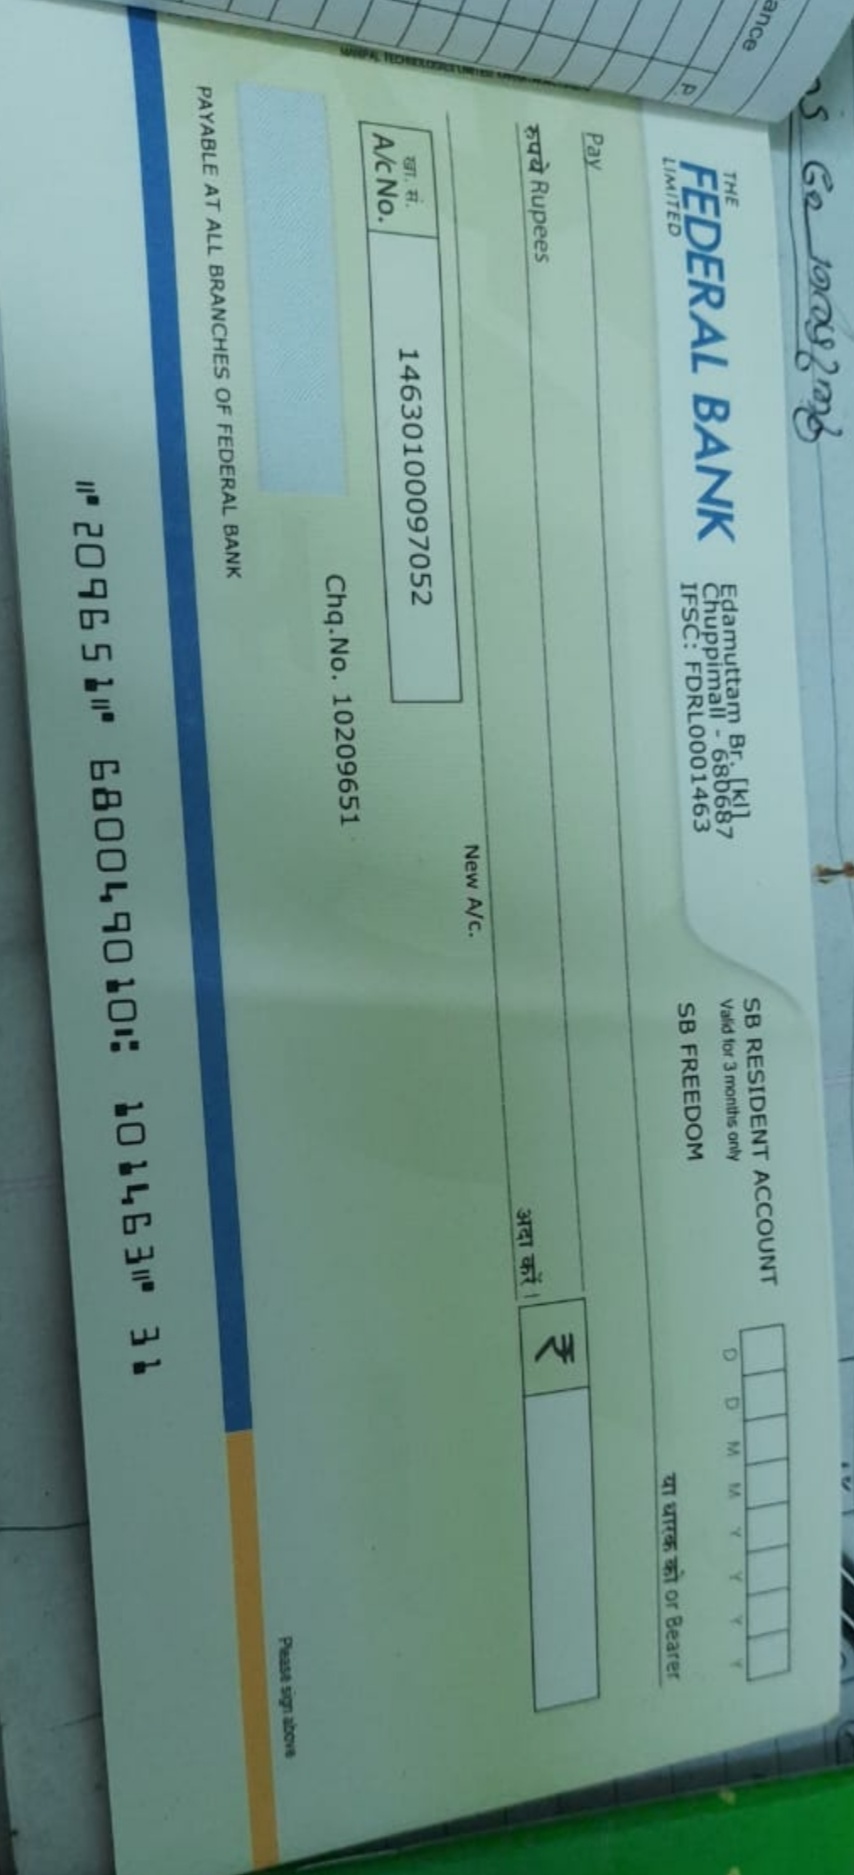 ance
P.
THE
FEDERAL BANK
LIMITED
Edamuttam Br. [kl]
Chuppimall - 680687
IFSC: FDRL0001463
SB RESIDENT ACCOUNT
Valid for 3 months only
SB FREEDOM
D D M M Y Y Y Y
Pay
या धारक को or Bearer
रुपये Rupees
अदा करें।
₹
खा. सं.
A/c No.
14630100097052
New A/c.
Chq.No. 10209651
PAYABLE AT ALL BRANCHES OF FEDERAL BANK
Please sign above
⑈209651⑈ 680049010⑆ 101463⑈ 31